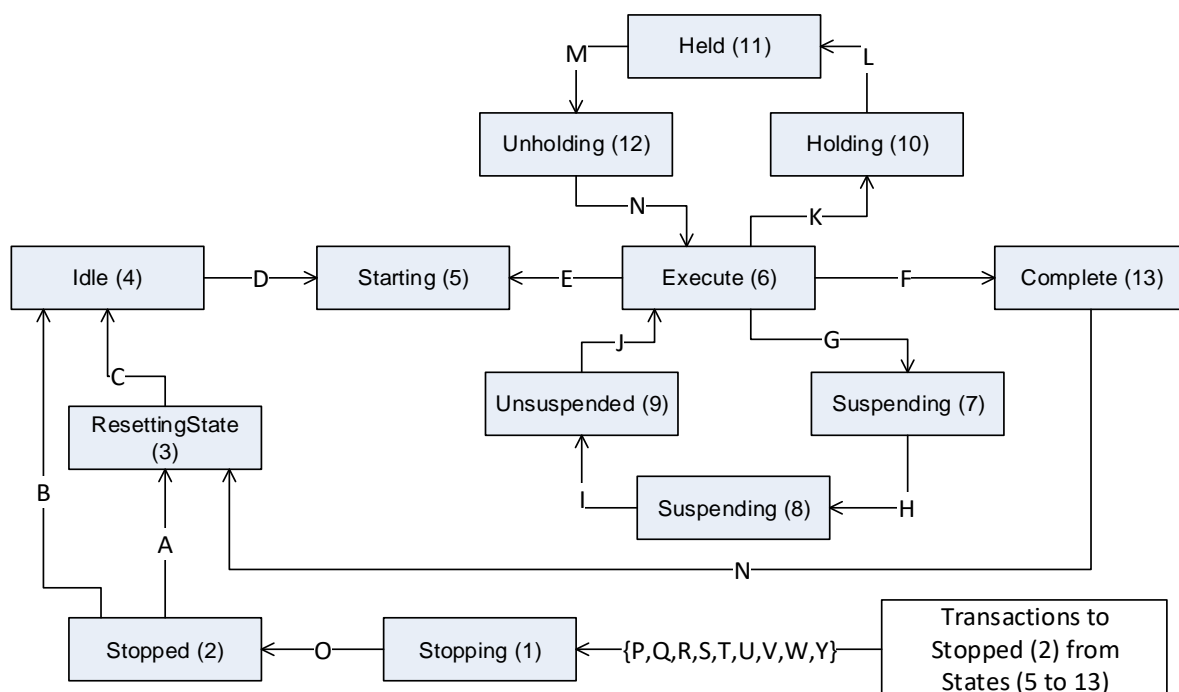 Held (11)
M
L
Unholding (12)
Holding (10)
N
K
Idle (4)
D
Starting (5)
E
Execute (6)
F
Complete (13)
J
G
C
Unsuspended (9)
Suspending (7)
ResettingState
(3)
B
I
Suspending (8)
H
A
N
Stopped (2)
O
Stopping (1)
{P,Q,R,S,T,U,V,W,Y}
Transactions to
Stopped (2) from
States (5 to 13)